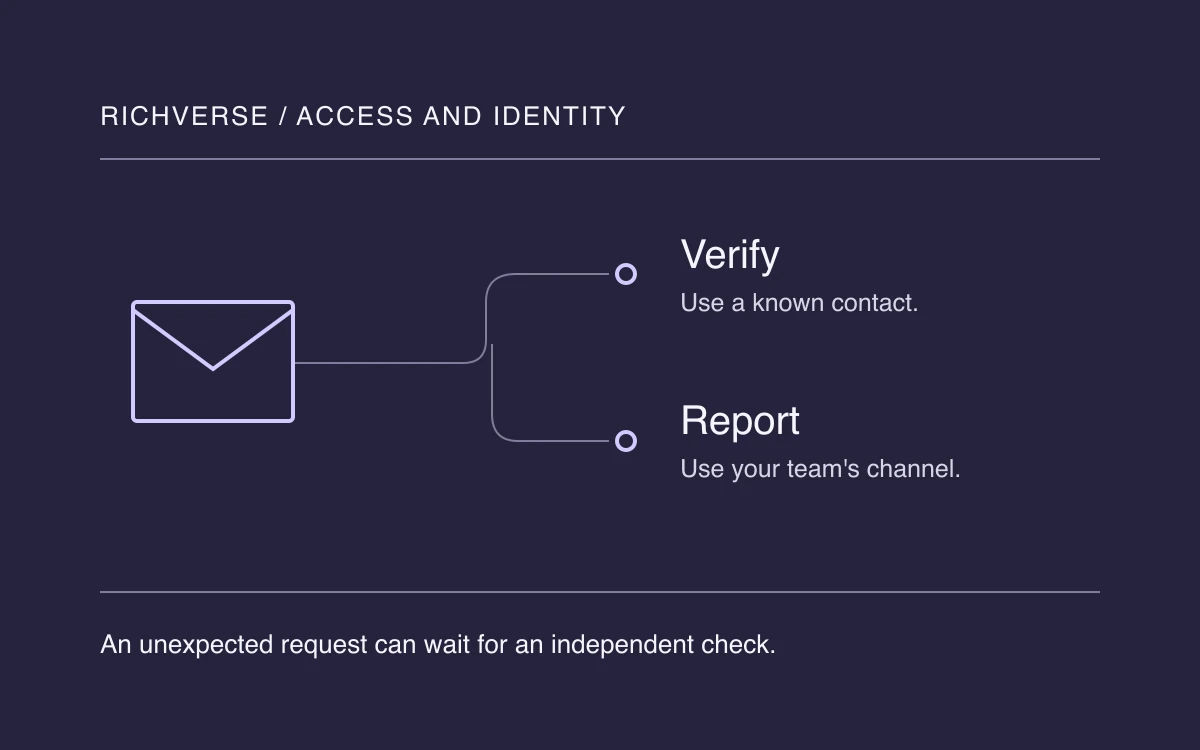 RICHVERSE / ACCESS AND IDENTITY
Verify
Use a known contact.
Report
Use your team's channel.
An unexpected request can wait for an independent check.